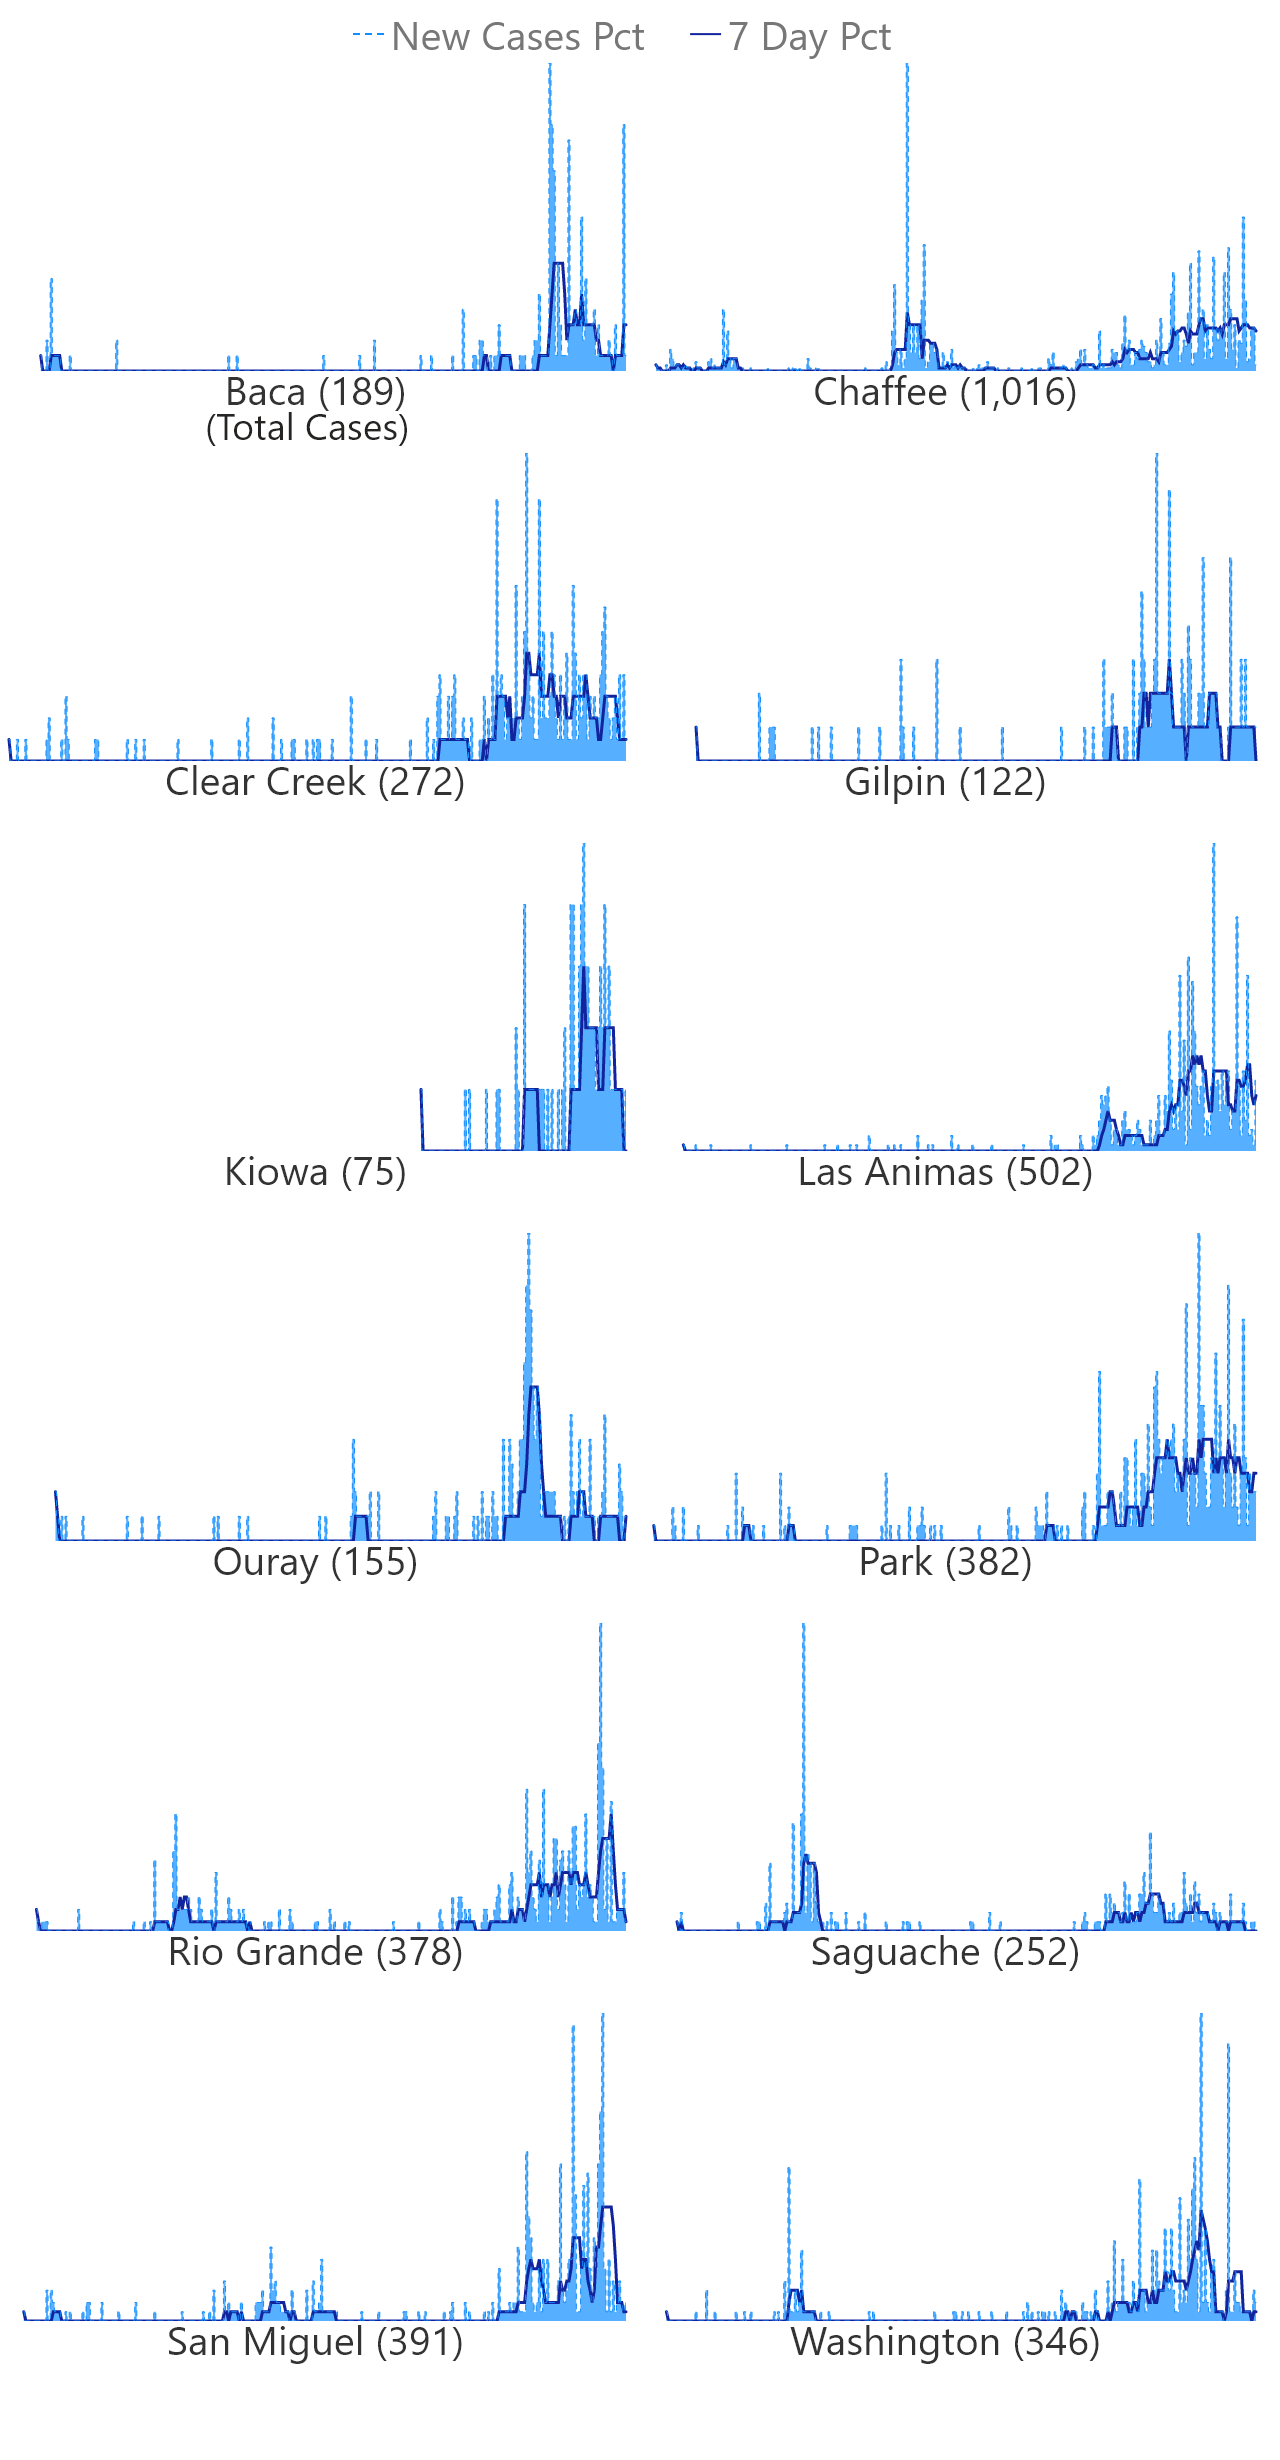 New Cases Pct 7 Day Pct
Baca (189)
(Total Cases)
Chaffee (1,016)
Clear Creek (272)
Gilpin (122)
Kiowa (75)
Las Animas (502)
Ouray (155)
Park (382)
Rio Grande (378)
Saguache (252)
San Miguel (391)
Washington (346)